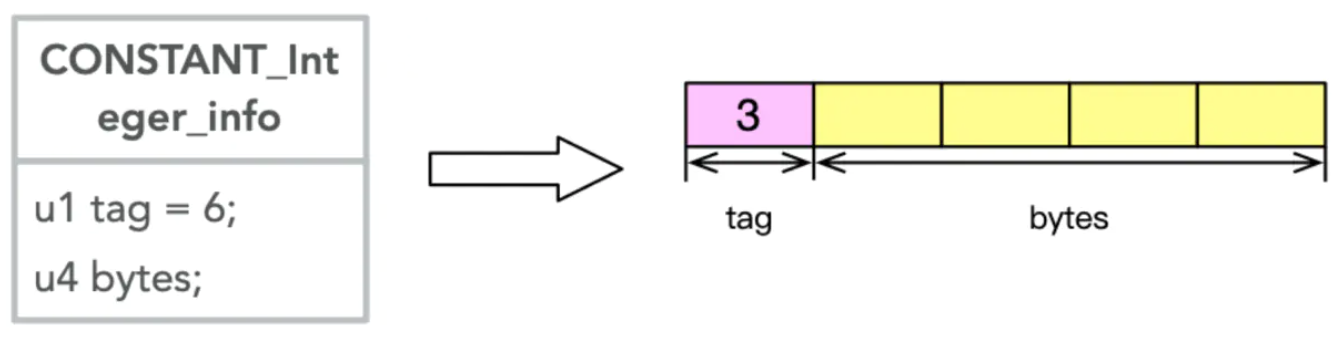 CONSTANT_Int
eger_info
u1 tag = 6;
u4 bytes;
3
tag
bytes